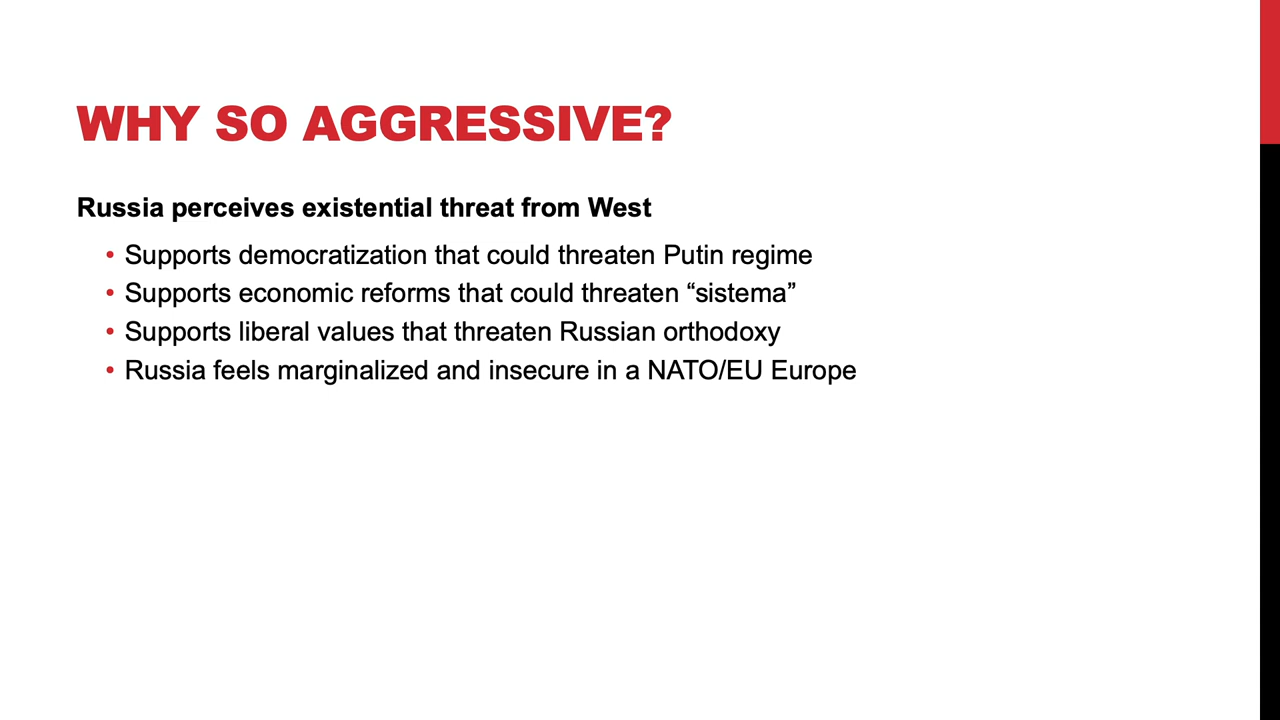 WHY SO AGGRESSIVE?
Russia perceives existential threat from West
• Supports democratization that could threaten Putin regime
• Supports economic reforms that could threaten “sistema”
• Supports liberal values that threaten Russian orthodoxy
• Russia feels marginalized and insecure in a NATO/EU Europe